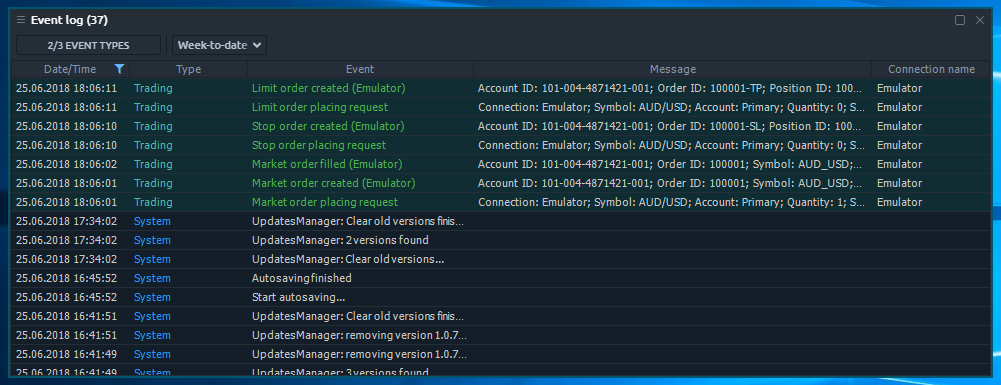 Event log (37)
2/3 EVENT TYPES Week-to-date
Date/Time Type Event Message Connection name
25.06.2018 18:06:11 Trading Limit order created (Emulator) Account ID: 101-004-4871421-001; Order ID: 100001-TP; Position ID: 100... Emulator
25.06.2018 18:06:11 Trading Limit order placing request Connection: Emulator; Symbol: AUD/USD; Account: Primary; Quantity: 0; S... Emulator
25.06.2018 18:06:10 Trading Stop order created (Emulator) Account ID: 101-004-4871421-001; Order ID: 100001-SL; Position ID: 100... Emulator
25.06.2018 18:06:10 Trading Stop order placing request Connection: Emulator; Symbol: AUD/USD; Account: Primary; Quantity: 0; S... Emulator
25.06.2018 18:06:02 Trading Market order filled (Emulator) Account ID: 101-004-4871421-001; Order ID: 100001; Symbol: AUD_USD;... Emulator
25.06.2018 18:06:01 Trading Market order created (Emulator) Account ID: 101-004-4871421-001; Order ID: 100001; Symbol: AUD_USD;... Emulator
25.06.2018 18:06:01 Trading Market order placing request Connection: Emulator; Symbol: AUD/USD; Account: Primary; Quantity: 1; S... Emulator
25.06.2018 17:34:02 System UpdatesManager: Clear old versions finis...
25.06.2018 17:34:02 System UpdatesManager: 2 versions found
25.06.2018 17:34:02 System UpdatesManager: Clear old versions...
25.06.2018 16:45:52 System Autosaving finished
25.06.2018 16:45:52 System Start autosaving...
25.06.2018 16:41:51 System UpdatesManager: Clear old versions finis...
25.06.2018 16:41:51 System UpdatesManager: removing version 1.0.7...
25.06.2018 16:41:49 System UpdatesManager: removing version 1.0.7...
25.06.2018 16:41:49 System UpdatesManager: 3 versions found